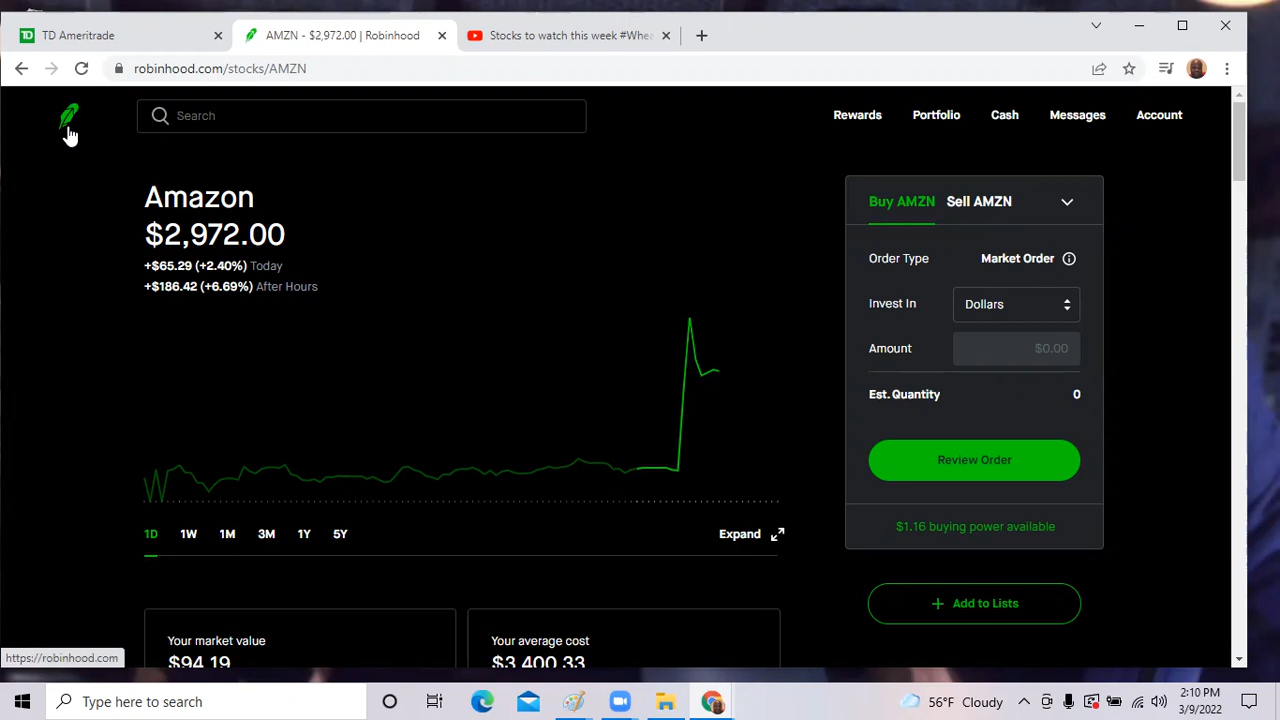 TD Ameritrade
AMZN - $2,972.00 | Robinhood
Stocks to watch this week #Whea
robinhood.com/stocks/AMZN
Search
Rewards
Portfolio
Cash
Messages
Account
Amazon
$2,972.00
+$65.29 (+2.40%) Today
+$186.42 (+6.69%) After Hours
1D
1W
1M
3M
1Y
5Y
Expand
Your market value
$94.19
Your average cost
$3,400.33
Buy AMZN
Sell AMZN
Order Type
Market Order
Invest In
Dollars
Amount
$0.00
Est. Quantity
0
Review Order
$1.16 buying power available
+ Add to Lists
https://robinhood.com
Type here to search
56°F Cloudy
2:10 PM
3/9/2022